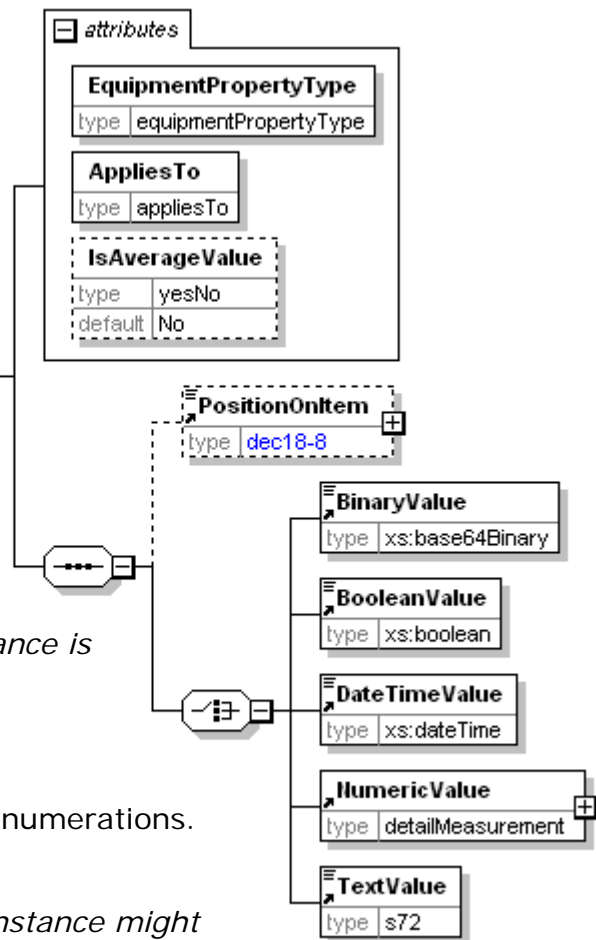 attributes
EquipmentPropertyType
type equipmentPropertyType
AppliesTo
type appliesTo
IsAverageValue
type yesNo
default No
PositionOnItem
type dec18-8
BinaryValue
type xs:base64Binary
BooleanValue
type xs:boolean
ance is
DateTimeValue
type xs:dateTime
NumericValue
type detailMeasurement
numerations.
TextValue
type s72
nstance might